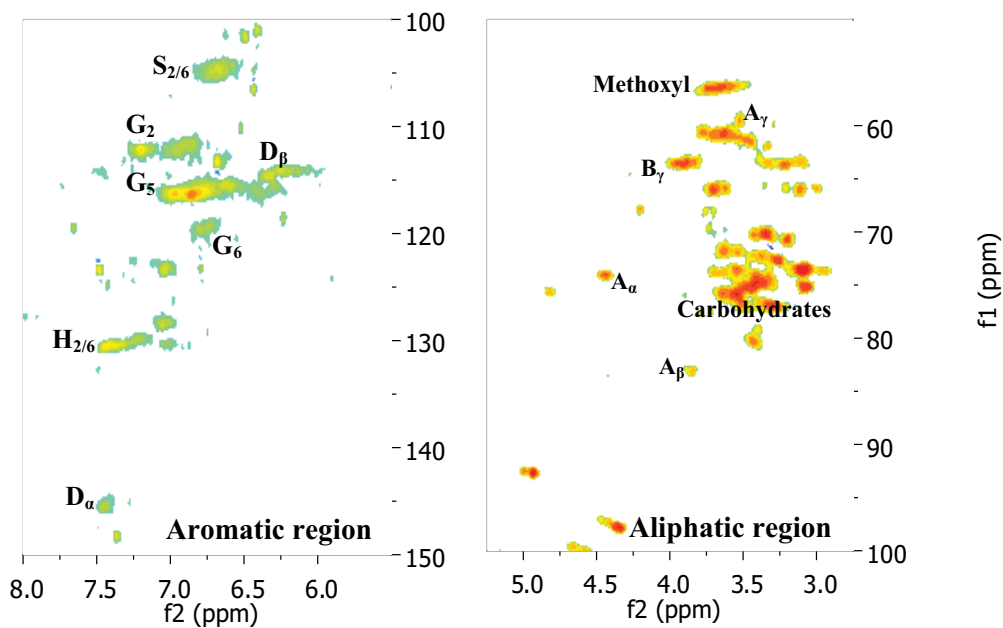 100
S2/6
G2
110
Dβ
G5
120
G6
130
H2/6
140
Dα
Aromatic region
150
8.0 7.5 7.0 6.5 6.0
f2 (ppm)
Methoxyl
Aγ
60
Bγ
70
Aα
Carbohydrates
80
Aβ
90
Aliphatic region
100
5.0 4.5 4.0 3.5 3.0
f2 (ppm)
f1 (ppm)